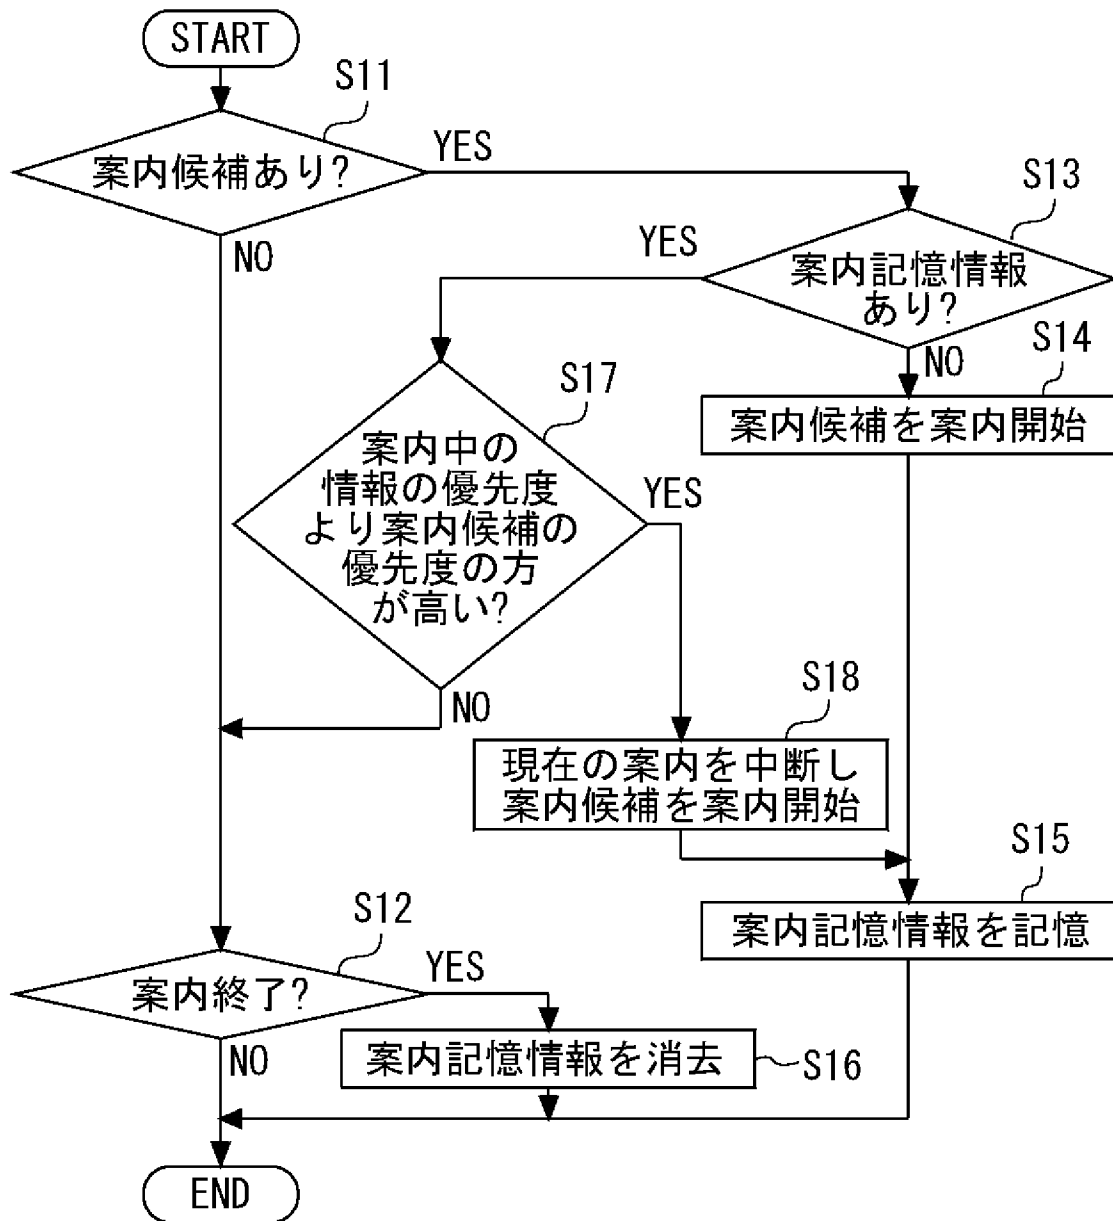 START
S11
案内候補あり?
YES
NO
S13
案内記憶情報
あり?
YES
NO
S14
案内候補を案内開始
S17
案内中の
情報の優先度
より案内候補の
優先度の方
が高い?
YES
NO
S18
現在の案内を中断し
案内候補を案内開始
S15
案内記憶情報を記憶
S12
案内終了?
YES
NO
案内記憶情報を消去
S16
END